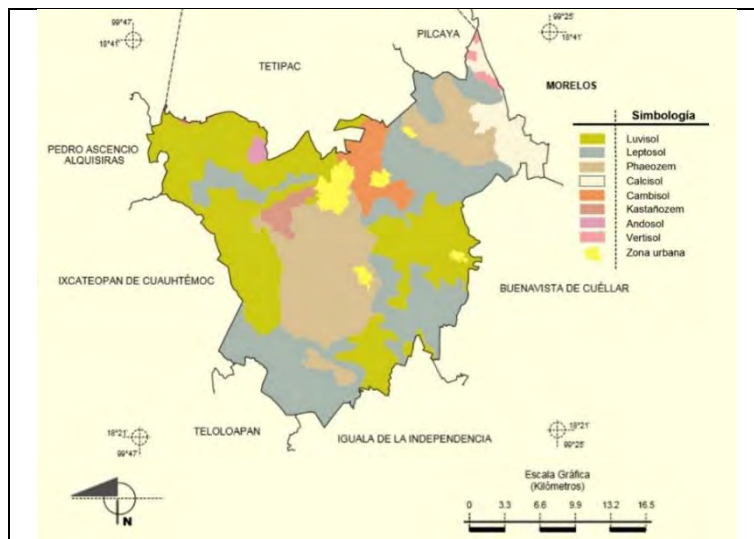 99°47'
18°41'
PILCAYA
99°25'
18°41'
TETIPAC
MORELOS
PEDRO ASCENCIO
ALQUISIRAS
Simbología
Luvisol
Leptosol
Phaeozem
Calcisol
Cambisol
Kastañozem
Andosol
Vertisol
Zona urbana
IXCATEOPAN DE CUAUHTÉMOC
BUENAVISTA DE CUÉLLAR
TELOLOAPAN
IGUALA DE LA INDEPENDENCIA
18°21'
99°47'
18°21'
99°25'
Escala Gráfica
(Kilómetros)
0 3.3 6.6 9.9 13.2 16.5
N